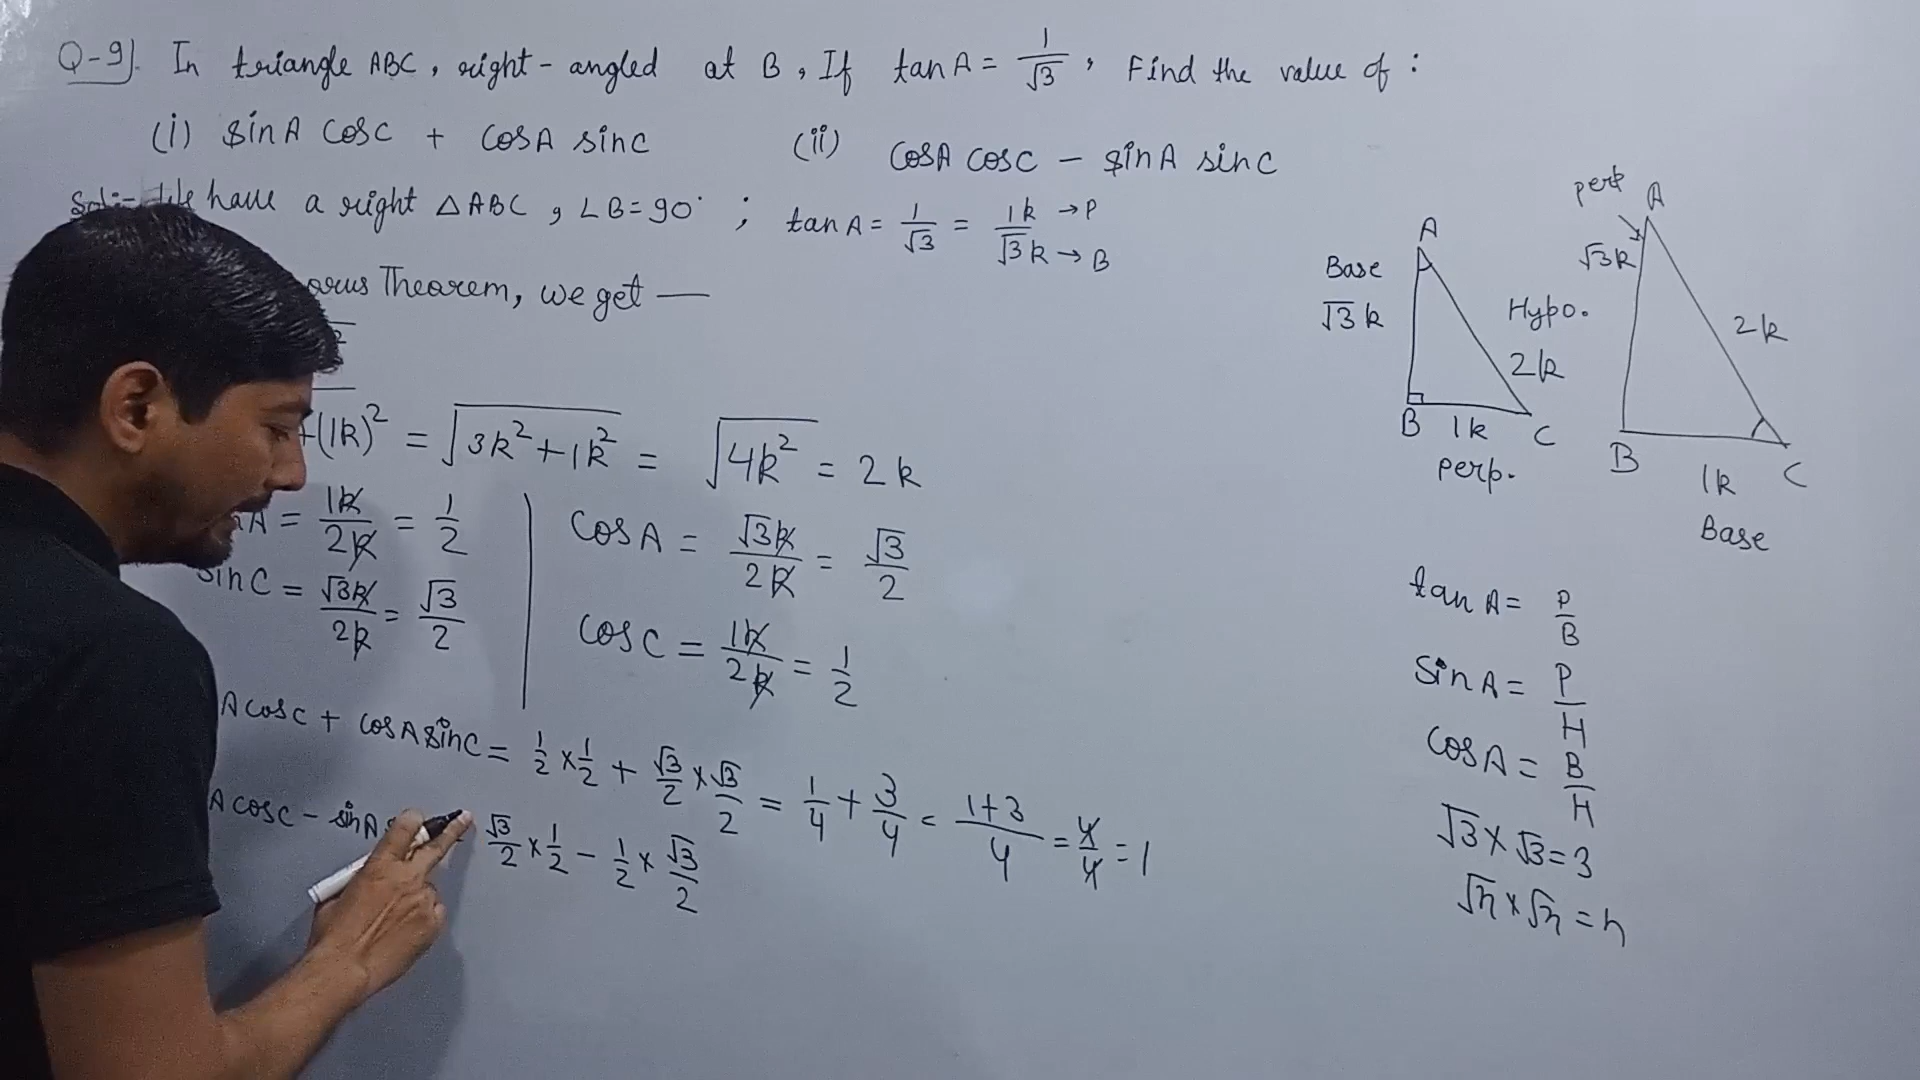 Q-9]. In triangle ABC, right-angled at B, If tan A = 1/√3, Find the value of :
(i) sin A cos C + cos A sin C (ii) cos A cos C - sin A sin C
have a right △ABC, ∠B = 90° ; tan A = 1/√3 = 1k → P / √3k → B
Thearem, we get —
+(1k)² = √(3k² + 1k²) = √(4k²) = 2k
A = 1k/2k = 1/2 cos A = √3k/2k = √3/2
sin C = √3k/2k = √3/2 cos C = 1k/2k = 1/2
A cos C + cos A sin C = 1/2 × 1/2 + √3/2 × √3/2 = 1/4 + 3/4 = 1+3/4 = 4/4 = 1
A cos C - sin A √3/2 × 1/2 - 1/2 × √3/2
A
Base
√3k
Hypo.
2k
B 1k C
perp.
perp A
√3k
2k
B 1k C
Base
tan A = P/B
Sin A = P/H
cos A = B/H
√3 × √3 = 3
√n × √n = n